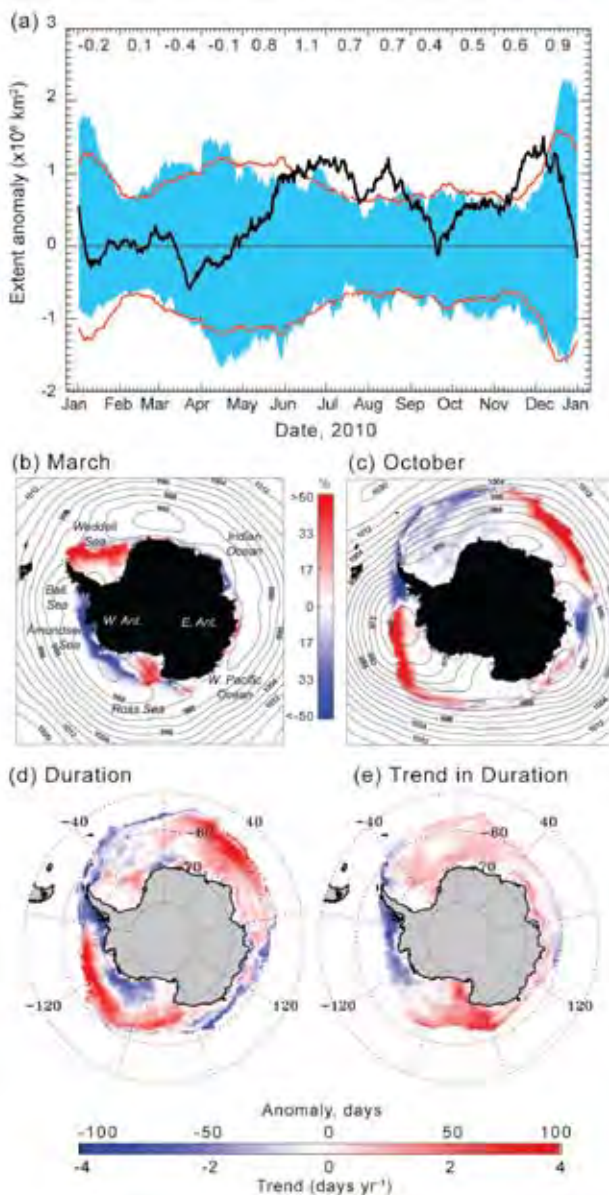 (a)
3
-0.2 0.1 -0.4 -0.1 0.8 1.1 0.7 0.7 0.4 0.5 0.6 0.9
2
1
0
-1
-2
Extent anomaly (x10⁶ km²)
Jan Feb Mar Apr May Jun Jul Aug Sep Oct Nov Dec Jan
Date, 2010
(b) March
Weddell
Sea
Indian
Ocean
Bell.
Sea
W. Ant. E. Ant.
Amundsen
Sea
W. Pacific
Ocean
Ross Sea
%
>50
33
17
0
17
33
<-50
(c) October
(d) Duration
-40 40
-60
-70
-120 120
(e) Trend in Duration
-40 40
-60
-70
-120 120
Anomaly, days
-100 -50 0 50 100
-4 -2 0 2 4
Trend (days yr⁻¹)